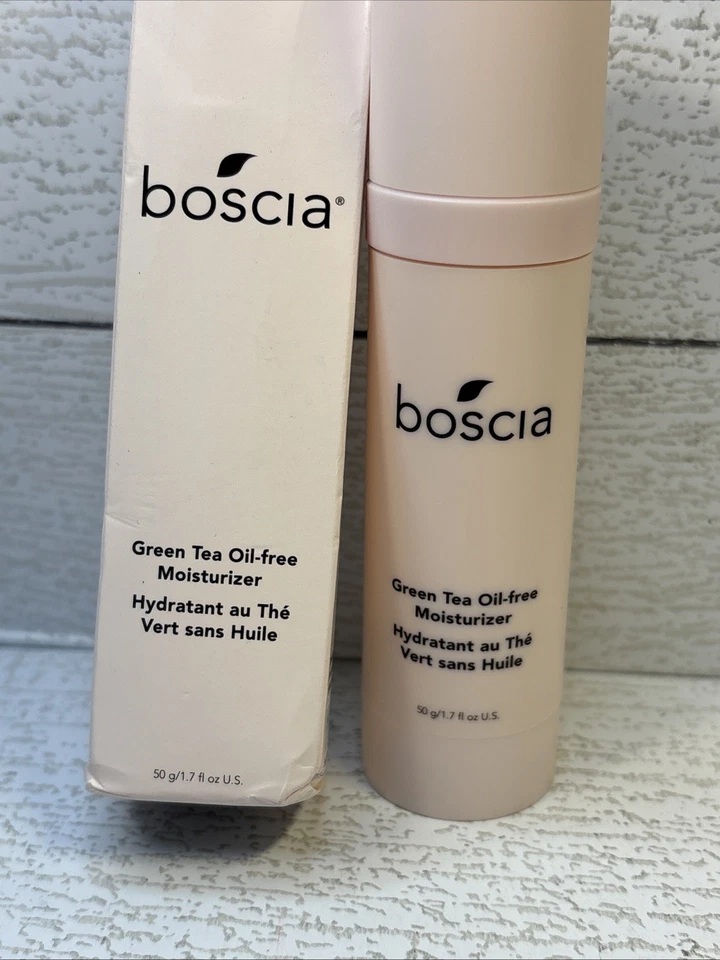 boscia®
Green Tea Oil-free
Moisturizer
Hydratant au Thé
Vert sans Huile
50 g/1.7 fl oz U.S.
boscia
Green Tea Oil-free
Moisturizer
Hydratant au Thé
Vert sans Huile
50 g/1.7 fl oz U.S.